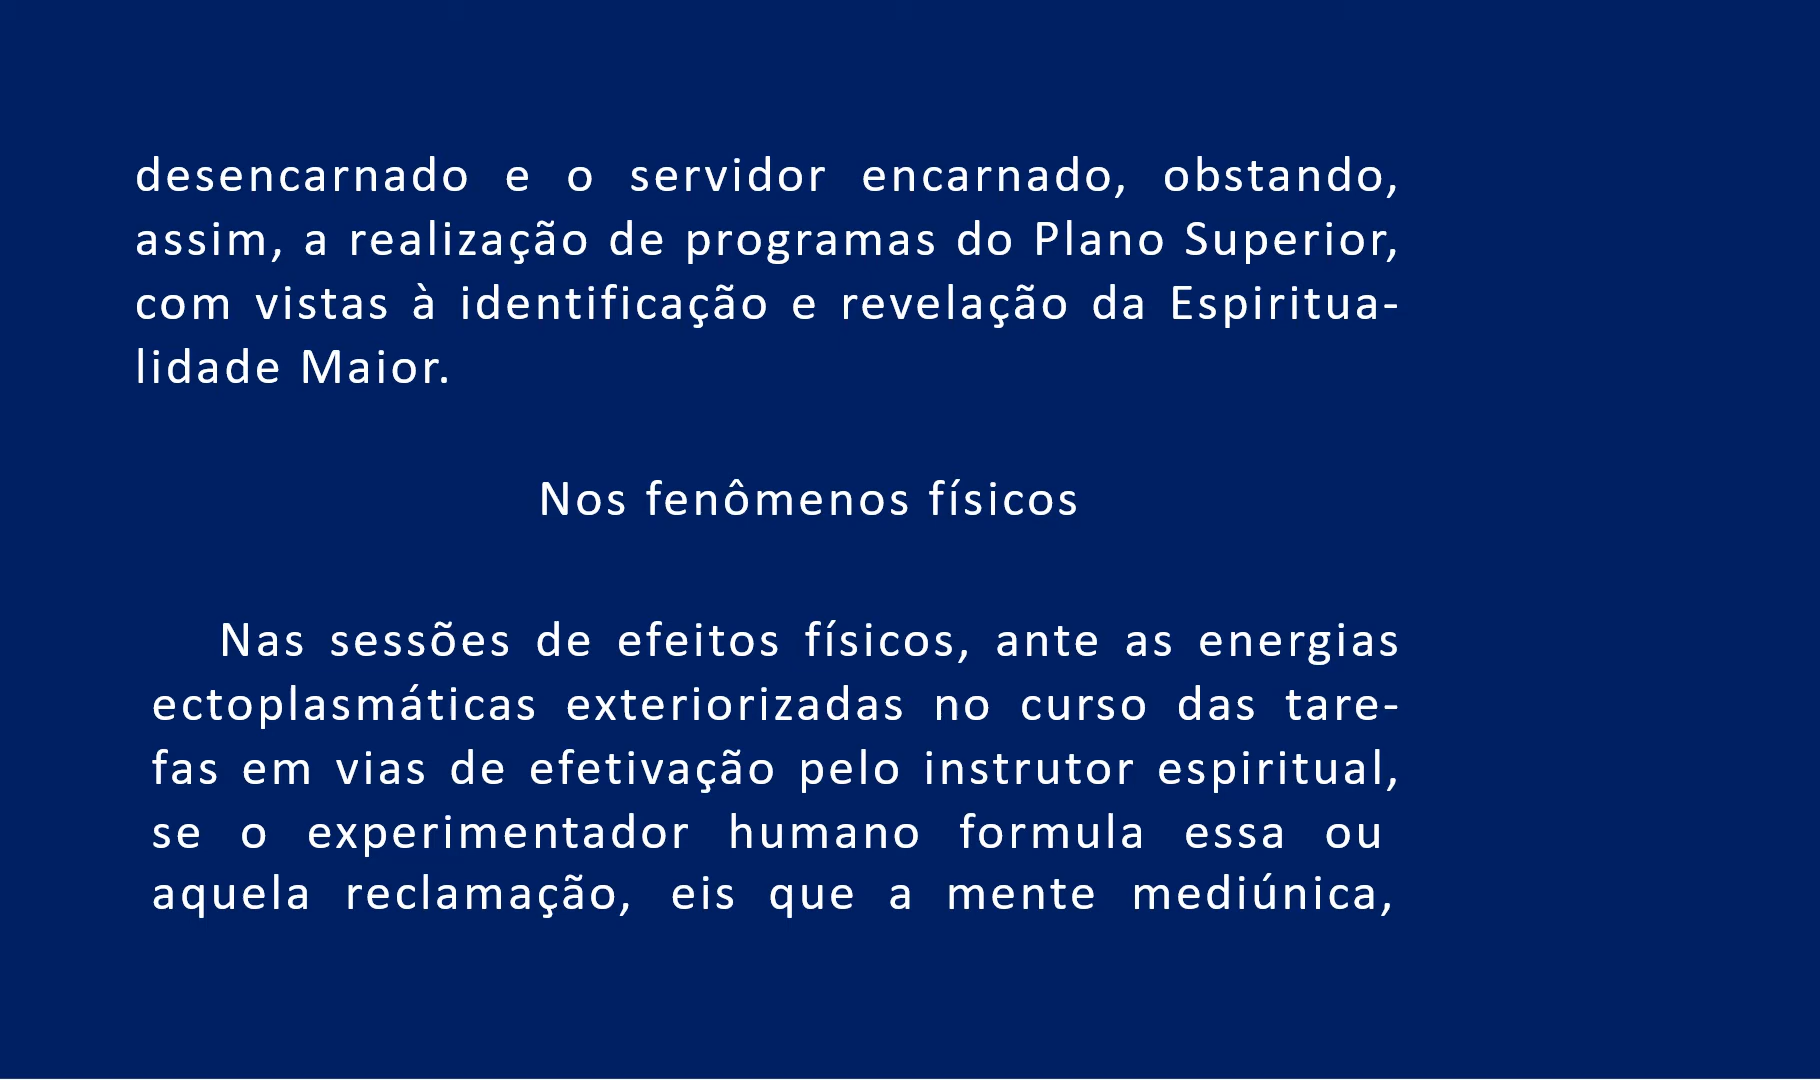 desencarnado e o servidor encarnado, obstando,
assim, a realização de programas do Plano Superior,
com vistas à identificação e revelação da Espiritua-
lidade Maior.
Nos fenômenos físicos
Nas sessões de efeitos físicos, ante as energias
ectoplasmáticas exteriorizadas no curso das tare-
fas em vias de efetivação pelo instrutor espiritual,
se o experimentador humano formula essa ou
aquela reclamação, eis que a mente mediúnica,